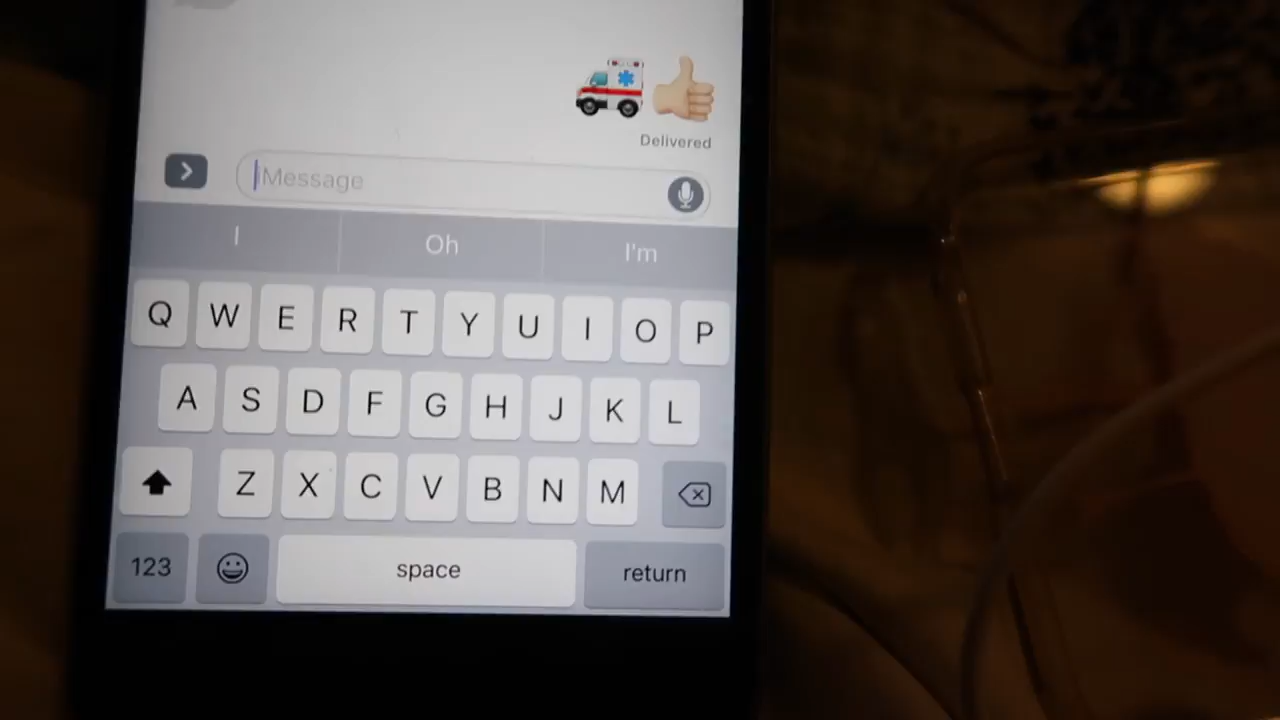 Delivered
Message
I Oh I'm
Q W E R T Y U I O P
A S D F G H J K L
Z X C V B N M
123 space return